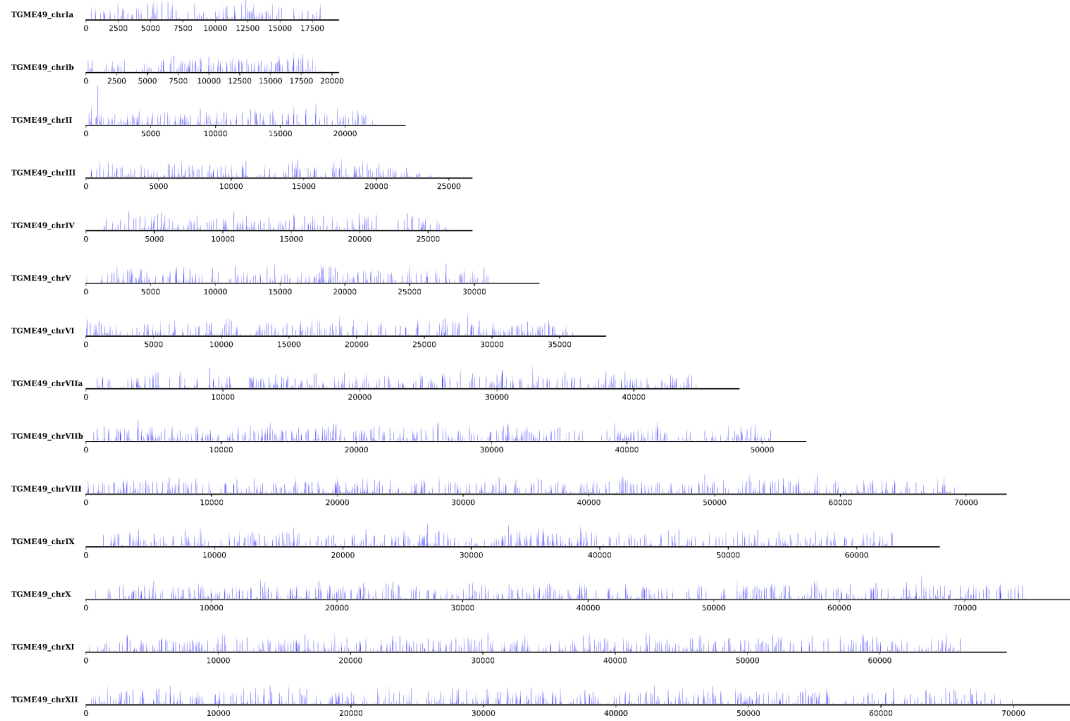 TGME49_chrIa
0 2500 5000 7500 10000 12500 15000 17500
TGME49_chrIb
0 2500 5000 7500 10000 12500 15000 17500 20000
TGME49_chrII
0 5000 10000 15000 20000
TGME49_chrIII
0 5000 10000 15000 20000 25000
TGME49_chrIV
0 5000 10000 15000 20000 25000
TGME49_chrV
0 5000 10000 15000 20000 25000 30000
TGME49_chrVI
0 5000 10000 15000 20000 25000 30000 35000
TGME49_chrVIIa
0 10000 20000 30000 40000
TGME49_chrVIIb
0 10000 20000 30000 40000 50000
TGME49_chrVIII
0 10000 20000 30000 40000 50000 60000 70000
TGME49_chrIX
0 10000 20000 30000 40000 50000 60000
TGME49_chrX
0 10000 20000 30000 40000 50000 60000 70000
TGME49_chrXI
0 10000 20000 30000 40000 50000 60000
TGME49_chrXII
0 10000 20000 30000 40000 50000 60000 70000